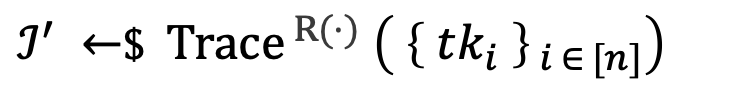 𝒥′ ←$ Trace^R(·) ( { tk_i }_{i ∈ [n]} )